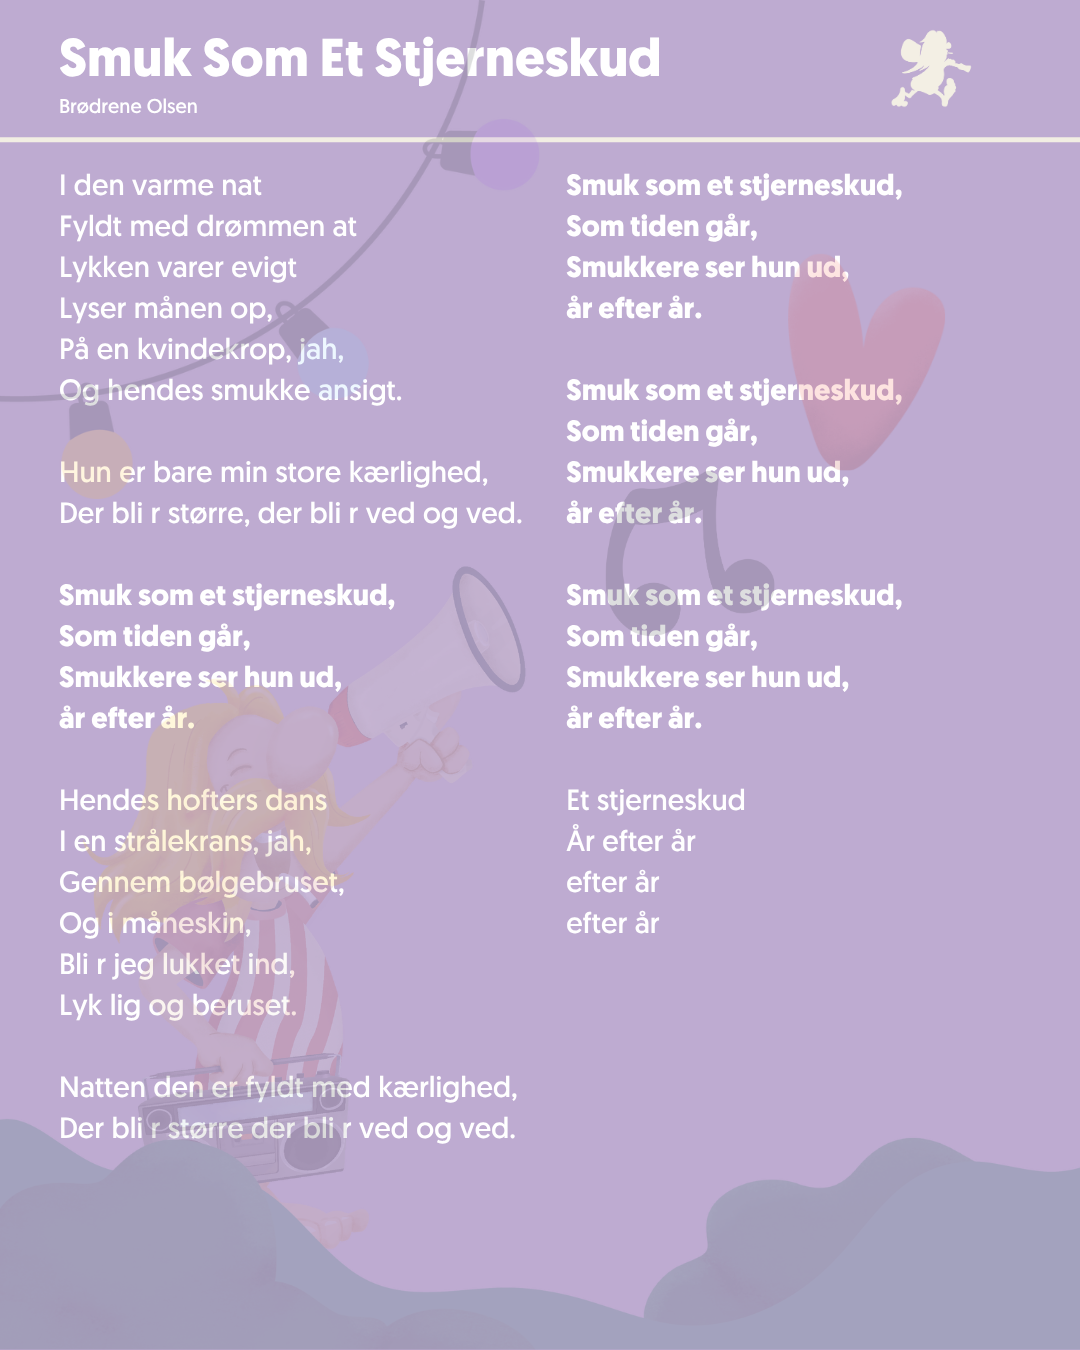 Smuk Som Et Stjerneskud
Brødrene Olsen
I den varme nat
Fyldt med drømmen at
Lykken varer evigt
Lyser månen op,
På en kvindekrop, jah,
Og hendes smukke ansigt.
Hun er bare min store kærlighed,
Der bli r større, der bli r ved og ved.
Smuk som et stjerneskud,
Som tiden går,
Smukkere ser hun ud,
år efter år.
Hendes hofters dans
I en strålekrans, jah,
Gennem bølgebruset,
Og i måneskin,
Bli r jeg lukket ind,
Lyk lig og beruset.
Natten den er fyldt med kærlighed,
Der bli r større der bli r ved og ved.
Smuk som et stjerneskud,
Som tiden går,
Smukkere ser hun ud,
år efter år.
Smuk som et stjerneskud,
Som tiden går,
Smukkere ser hun ud,
år efter år.
Smuk som et stjerneskud,
Som tiden går,
Smukkere ser hun ud,
år efter år.
Et stjerneskud
År efter år
efter år
efter år